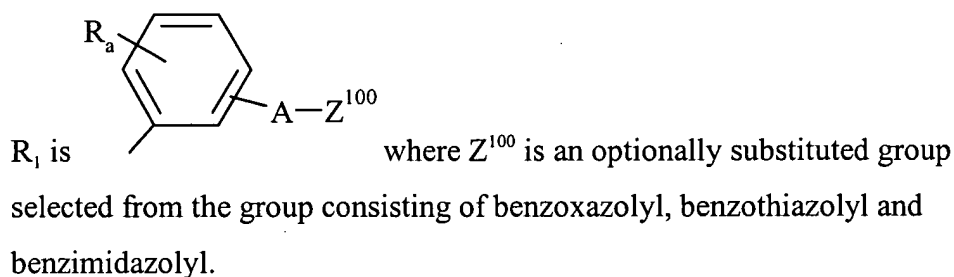 Rₐ
A—Z¹⁰⁰
R₁ is where Z¹⁰⁰ is an optionally substituted group
selected from the group consisting of benzoxazolyl, benzothiazolyl and
benzimidazolyl.